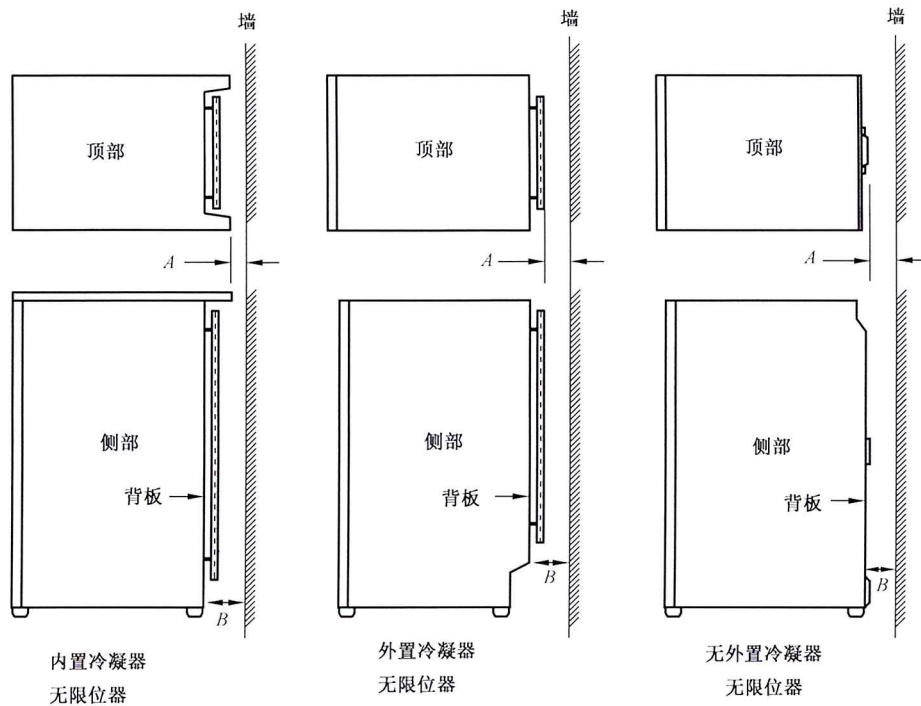 墙
墙
墙
顶部
顶部
顶部
A
A
A
侧部
侧部
侧部
背板
背板
背板
B
B
B
内置冷凝器
无限位器
外置冷凝器
无限位器
无外置冷凝器
无限位器